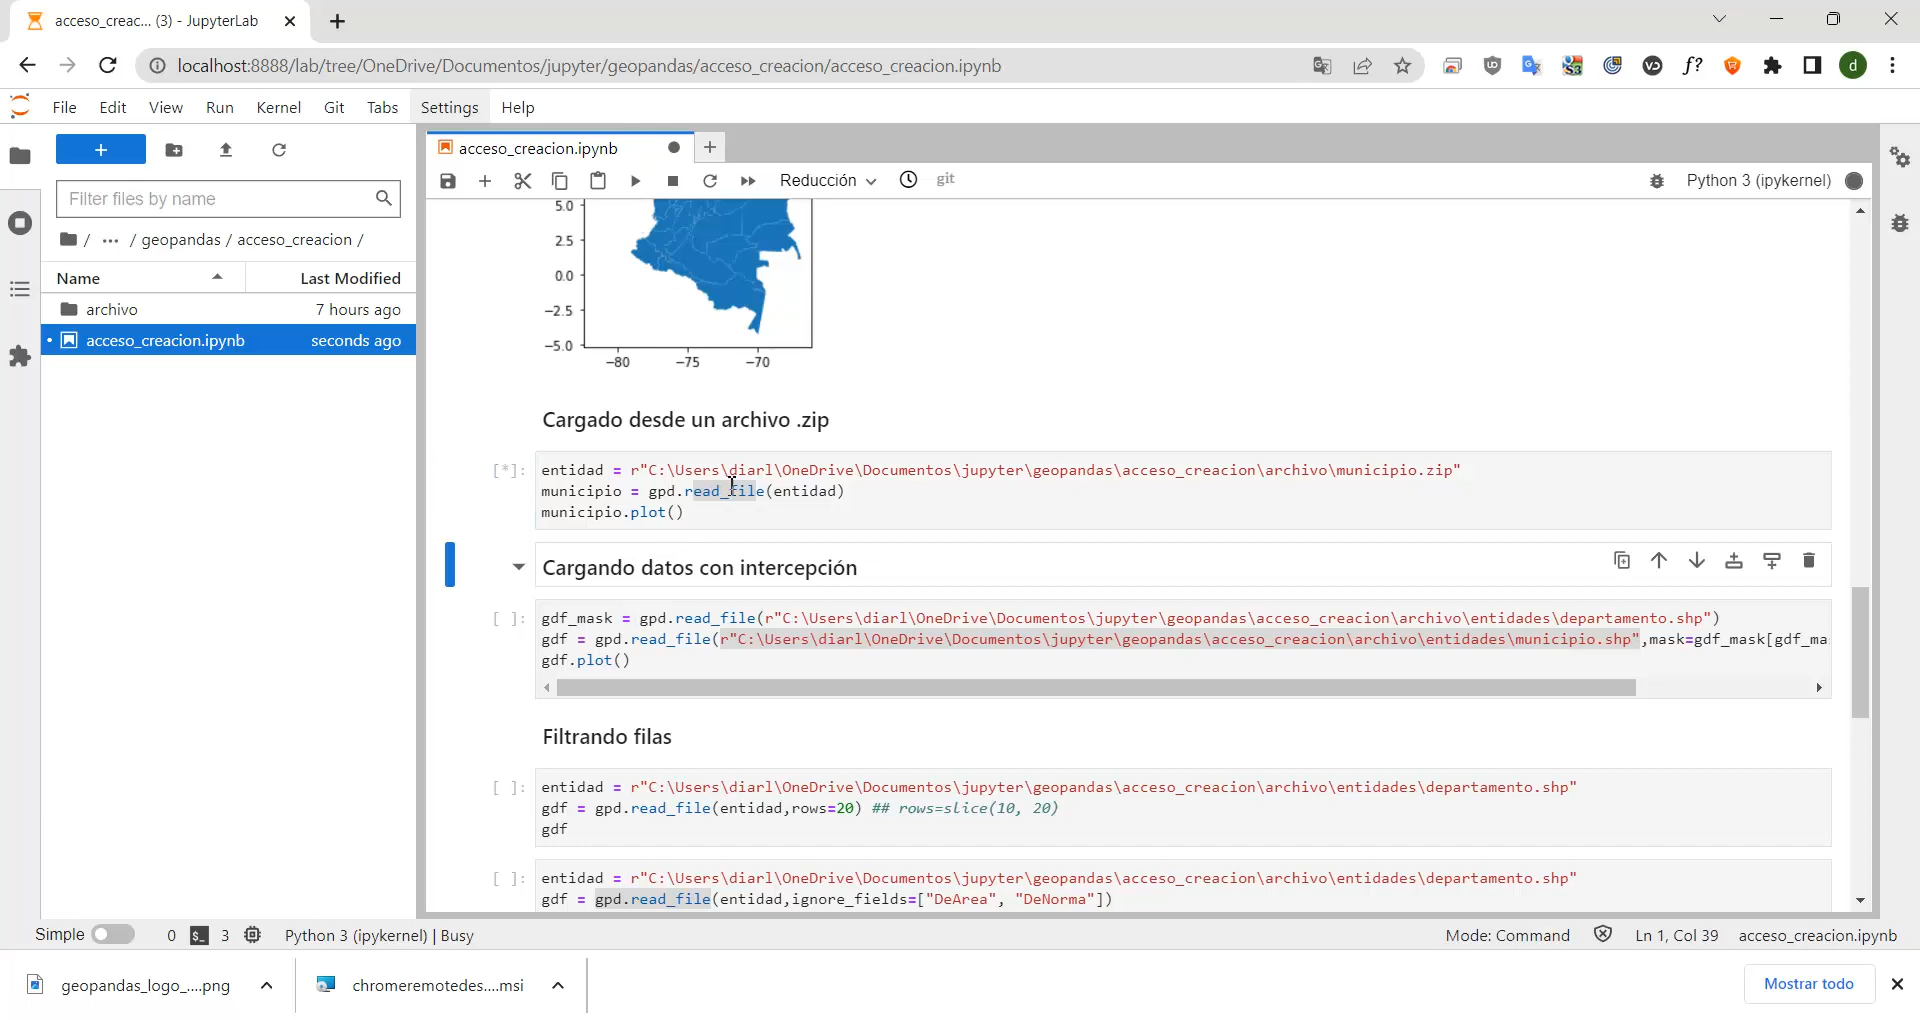 acceso_creac... (3) - JupyterLab
localhost:8888/lab/tree/OneDrive/Documentos/jupyter/geopandas/acceso_creacion/acceso_creacion.ipynb
File Edit View Run Kernel Git Tabs Settings Help
Filter files by name
/ ... / geopandas / acceso_creacion /
Name Last Modified
archivo 7 hours ago
acceso_creacion.ipynb seconds ago
acceso_creacion.ipynb
Reducción git Python 3 (ipykernel)
5.0
2.5
0.0
−2.5
−5.0
−80 −75 −70
Cargado desde un archivo .zip
[*]: entidad = r"C:\Users\diarl\OneDrive\Documentos\jupyter\geopandas\acceso_creacion\archivo\municipio.zip"
municipio = gpd.read_file(entidad)
municipio.plot()
Cargando datos con intercepción
[ ]: gdf_mask = gpd.read_file(r"C:\Users\diarl\OneDrive\Documentos\jupyter\geopandas\acceso_creacion\archivo\entidades\departamento.shp")
gdf = gpd.read_file(r"C:\Users\diarl\OneDrive\Documentos\jupyter\geopandas\acceso_creacion\archivo\entidades\municipio.shp",mask=gdf_mask[gdf_ma
gdf.plot()
Filtrando filas
[ ]: entidad = r"C:\Users\diarl\OneDrive\Documentos\jupyter\geopandas\acceso_creacion\archivo\entidades\departamento.shp"
gdf = gpd.read_file(entidad,rows=20) ## rows=slice(10, 20)
gdf
[ ]: entidad = r"C:\Users\diarl\OneDrive\Documentos\jupyter\geopandas\acceso_creacion\archivo\entidades\departamento.shp"
gdf = gpd.read_file(entidad,ignore_fields=["DeArea", "DeNorma"])
Simple 0 3 Python 3 (ipykernel) | Busy Mode: Command Ln 1, Col 39 acceso_creacion.ipynb
geopandas_logo_....png chromeremotedes....msi Mostrar todo